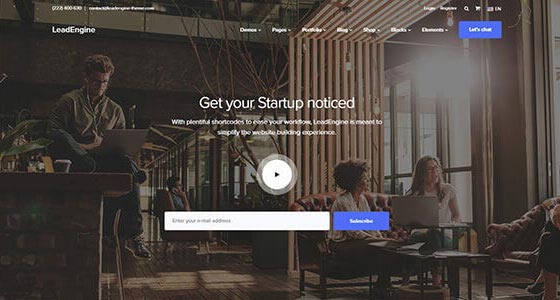 (222) 400-630 | contact@leadengine-theme.com
Login Register EN
LeadEngine
Demos Pages Portfolio Blog Shop Blocks Elements Let's chat
Get your Startup noticed
With plentiful shortcodes to ease your workflow, LeadEngine is meant to
simplify the website building experience.
Enter your e-mail address
Subscribe